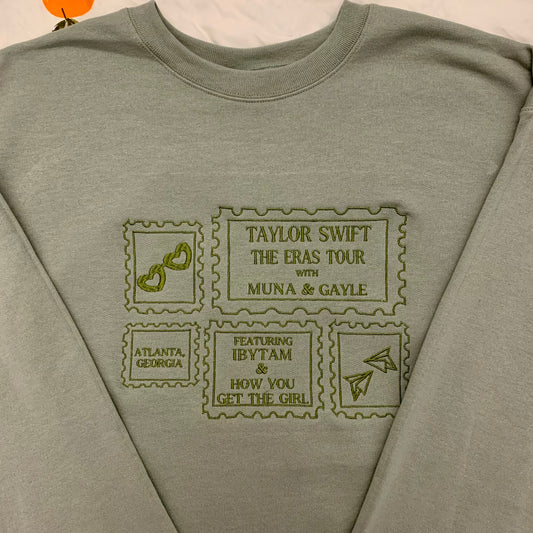 TAYLOR SWIFT
THE ERAS TOUR
WITH
MUNA & GAYLE
ATLANTA,
GEORGIA
FEATURING
IBYTAM
&
HOW YOU
GET THE GIRL